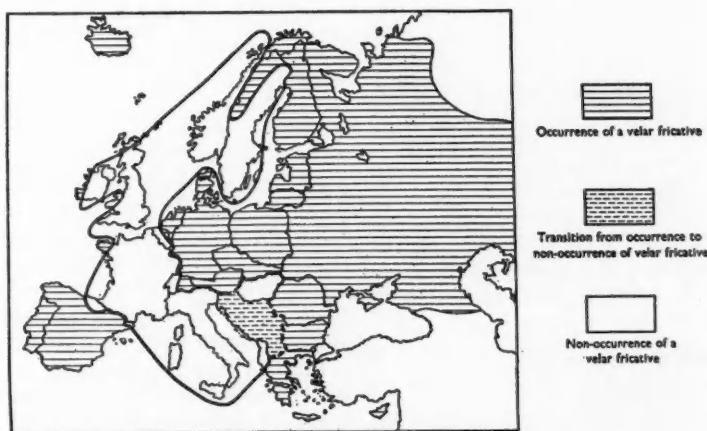 Occurrence of a velar fricative
Transition from occurrence to
non-occurrence of velar fricative
Non-occurrence of a
velar fricative